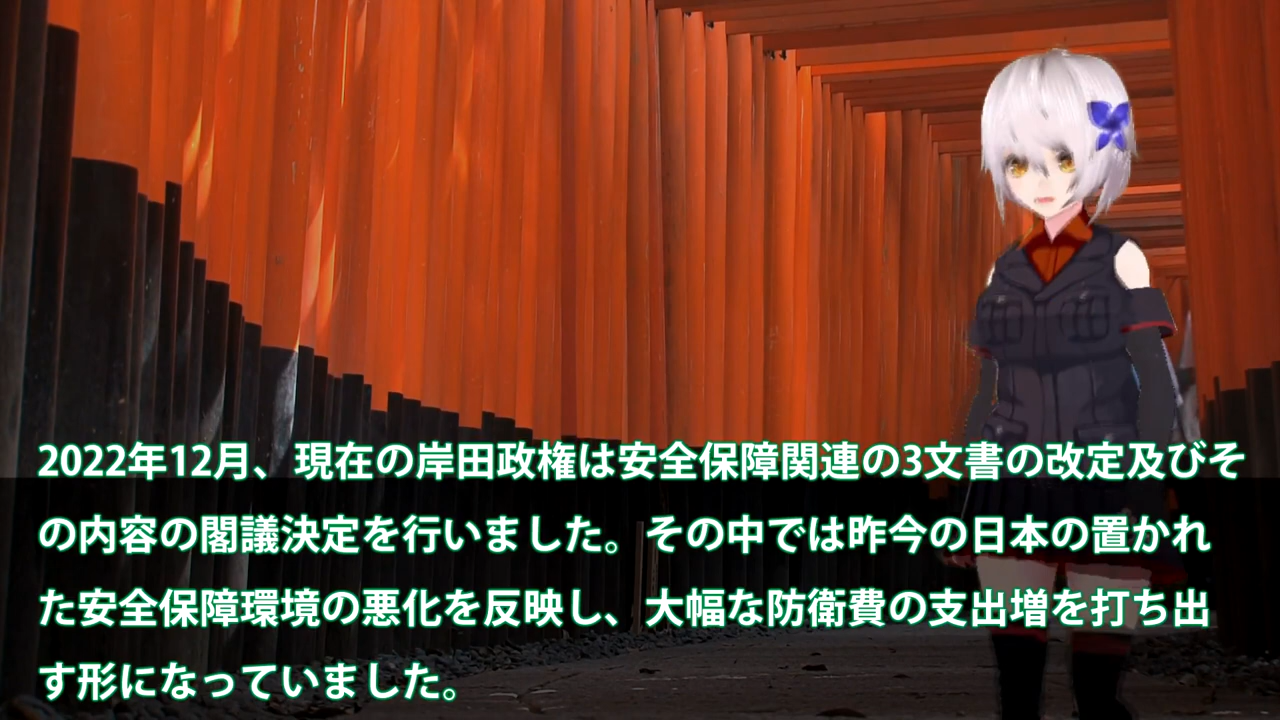 2022年12月、現在の岸田政権は安全保障関連の3文書の改定及びそ
の内容の閣議決定を行いました。その中では昨今の日本の置かれ
た安全保障環境の悪化を反映し、大幅な防衛費の支出増を打ち出
す形になっていました。